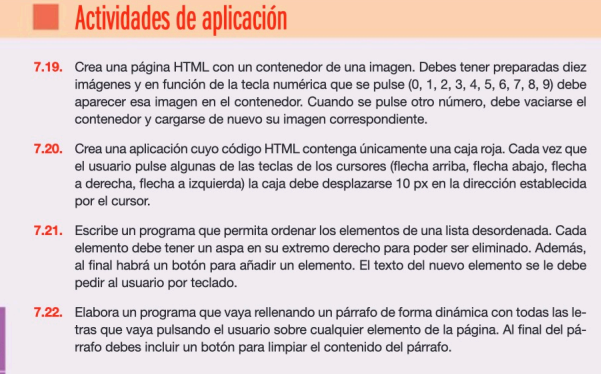 Actividades de aplicación
7.19. Crea una página HTML con un contenedor de una imagen. Debes tener preparadas diez
imágenes y en función de la tecla numérica que se pulse (0, 1, 2, 3, 4, 5, 6, 7, 8, 9) debe
aparecer esa imagen en el contenedor. Cuando se pulse otro número, debe vaciarse el
contenedor y cargarse de nuevo su imagen correspondiente.
7.20. Crea una aplicación cuyo código HTML contenga únicamente una caja roja. Cada vez que
el usuario pulse algunas de las teclas de los cursores (flecha arriba, flecha abajo, flecha
a derecha, flecha a izquierda) la caja debe desplazarse 10 px en la dirección establecida
por el cursor.
7.21. Escribe un programa que permita ordenar los elementos de una lista desordenada. Cada
elemento debe tener un aspa en su extremo derecho para poder ser eliminado. Además,
al final habrá un botón para añadir un elemento. El texto del nuevo elemento se le debe
pedir al usuario por teclado.
7.22. Elabora un programa que vaya rellenando un párrafo de forma dinámica con todas las le-
tras que vaya pulsando el usuario sobre cualquier elemento de la página. Al final del pá-
rrafo debes incluir un botón para limpiar el contenido del párrafo.